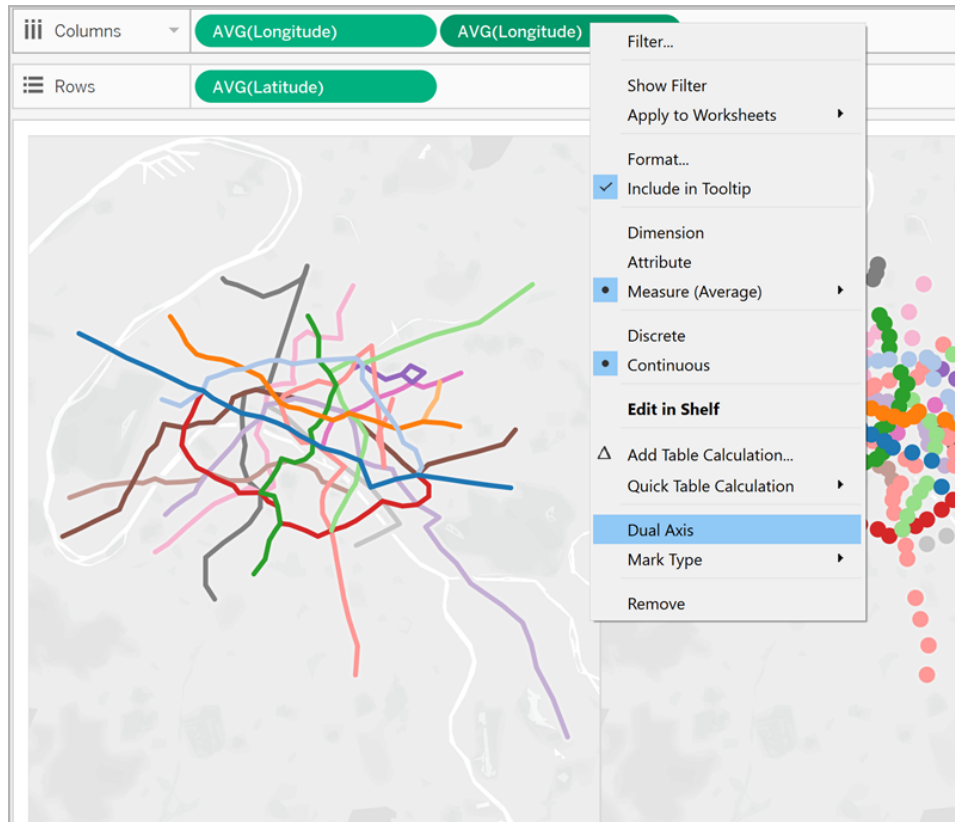 Columns
AVG(Longitude)
AVG(Longitude)
Rows
AVG(Latitude)
Filter...
Show Filter
Apply to Worksheets
Format...
Include in Tooltip
Dimension
Attribute
Measure (Average)
Discrete
Continuous
Edit in Shelf
Add Table Calculation...
Quick Table Calculation
Dual Axis
Mark Type
Remove